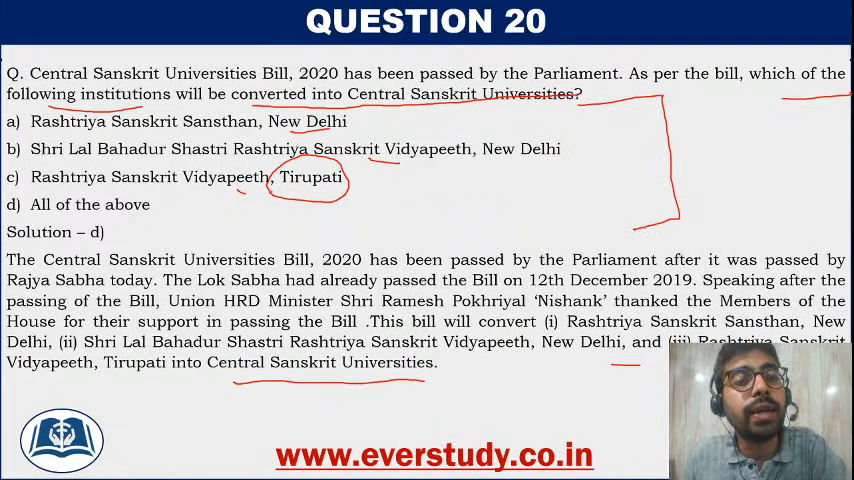 QUESTION 20
Q. Central Sanskrit Universities Bill, 2020 has been passed by the Parliament. As per the bill, which of the
following institutions will be converted into Central Sanskrit Universities?
a) Rashtriya Sanskrit Sansthan, New Delhi
b) Shri Lal Bahadur Shastri Rashtriya Sanskrit Vidyapeeth, New Delhi
c) Rashtriya Sanskrit Vidyapeeth, Tirupati
d) All of the above
Solution – d)
The Central Sanskrit Universities Bill, 2020 has been passed by the Parliament after it was passed by
Rajya Sabha today. The Lok Sabha had already passed the Bill on 12th December 2019. Speaking after the
passing of the Bill, Union HRD Minister Shri Ramesh Pokhriyal ‘Nishank’ thanked the Members of the
House for their support in passing the Bill .This bill will convert (i) Rashtriya Sanskrit Sansthan, New
Delhi, (ii) Shri Lal Bahadur Shastri Rashtriya Sanskrit Vidyapeeth, New Delhi, and (iii) Rashtriya Sanskrit
Vidyapeeth, Tirupati into Central Sanskrit Universities.
www.everstudy.co.in